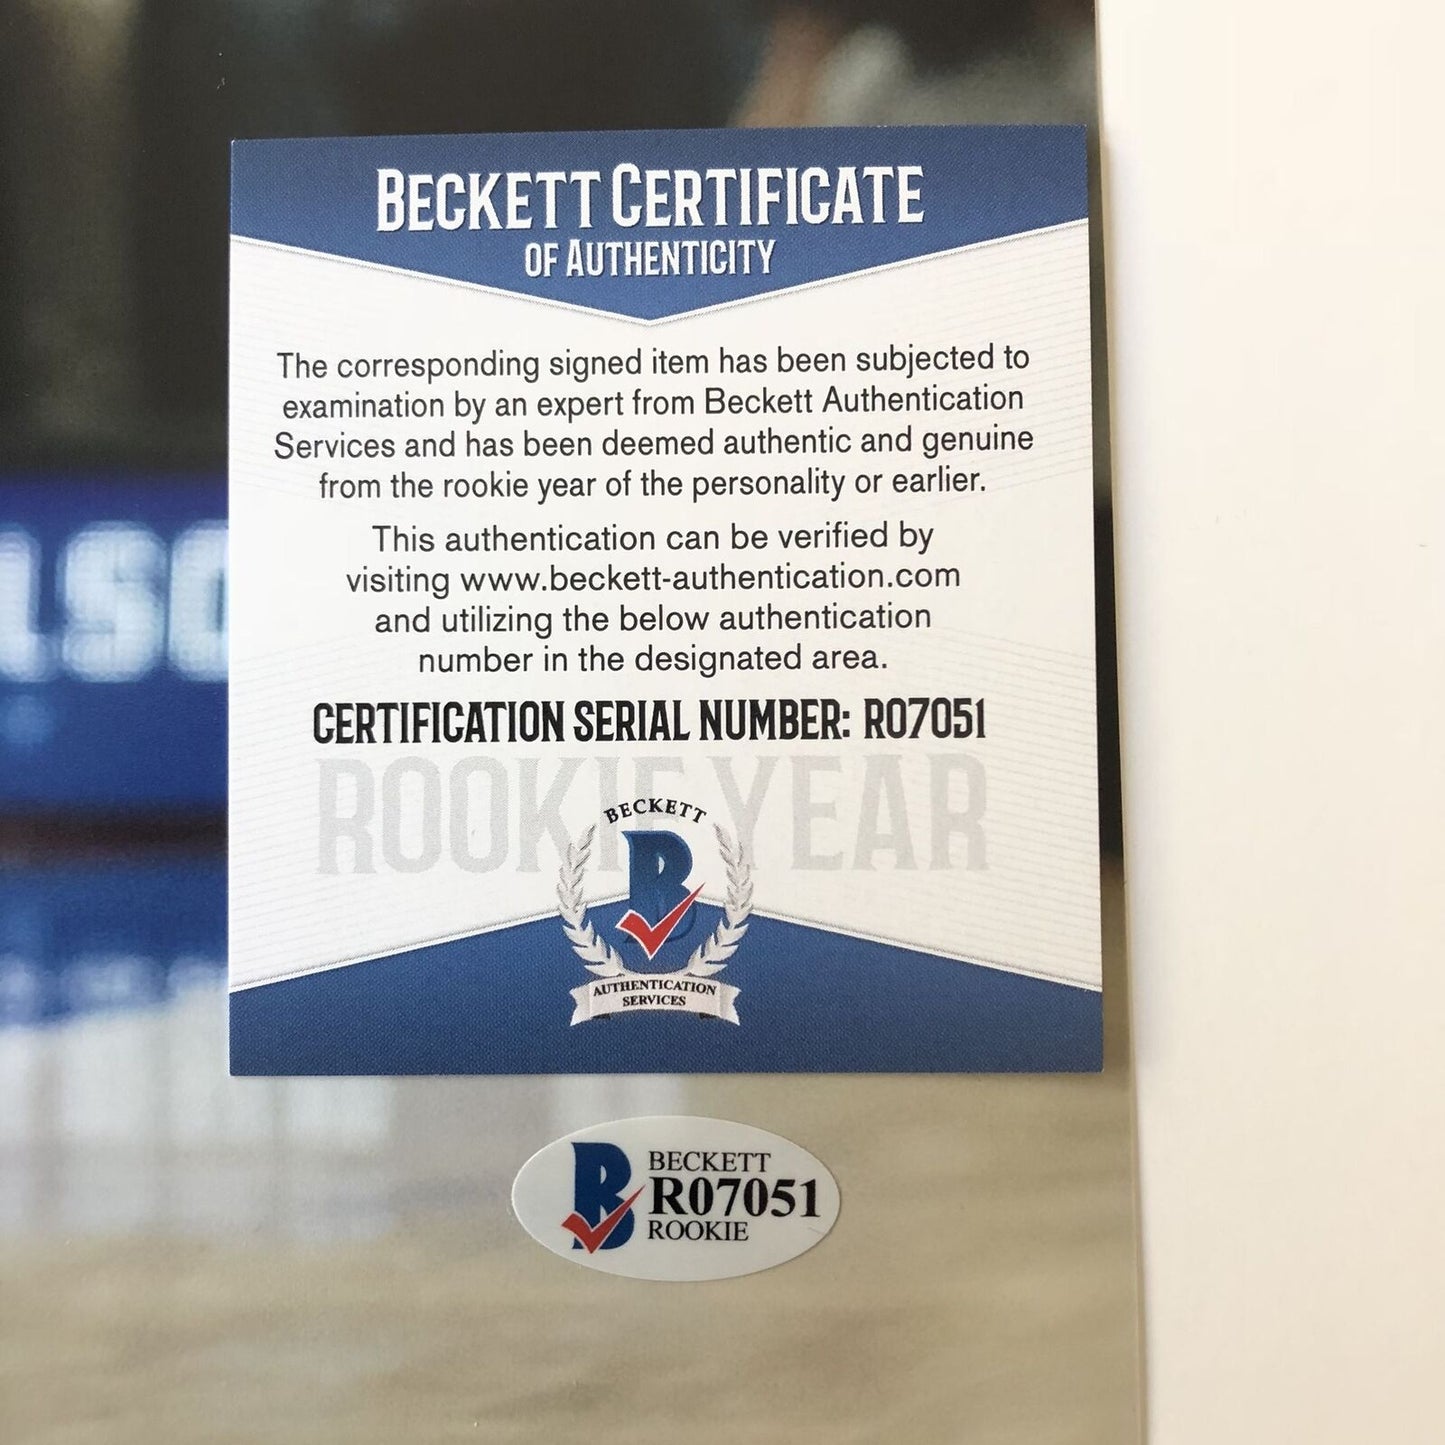 BECKETT CERTIFICATE
OF AUTHENTICITY
The corresponding signed item has been subjected to
examination by an expert from Beckett Authentication
Services and has been deemed authentic and genuine
from the rookie year of the personality or earlier.
This authentication can be verified by
visiting www.beckett-authentication.com
and utilizing the below authentication
number in the designated area.
CERTIFICATION SERIAL NUMBER: R07051
ROOKIE YEAR
BECKETT
B
AUTHENTICATION
SERVICES
B
BECKETT
R07051
ROOKIE